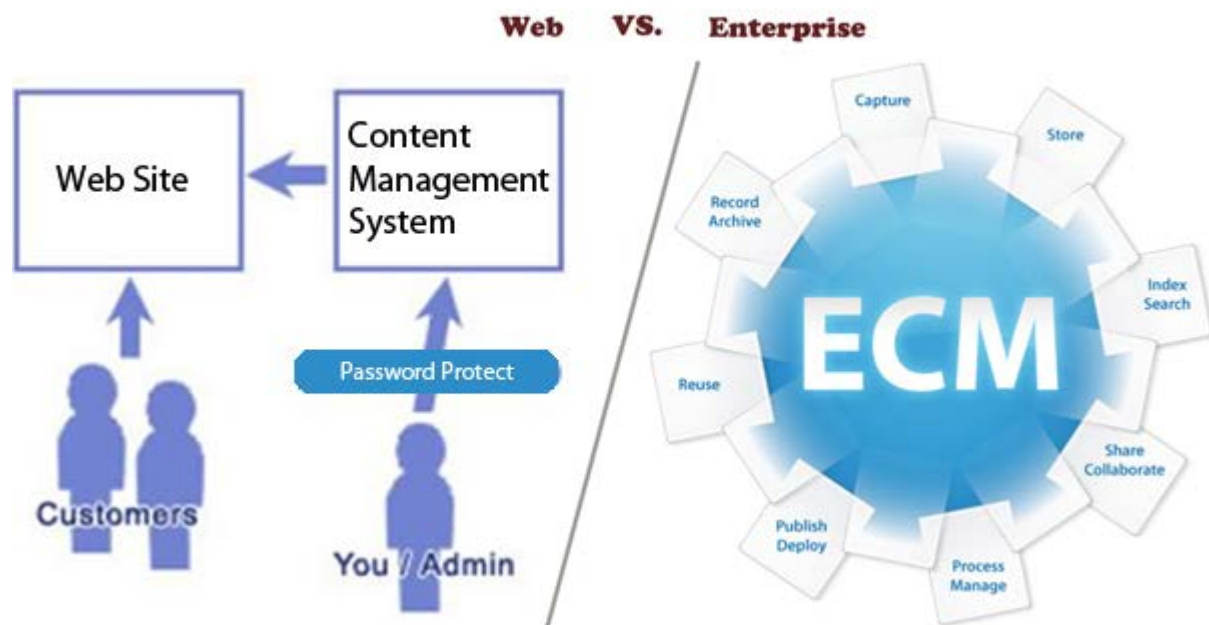 Web VS. Enterprise
Web Site
Content
Management
System
Password Protect
Customers
You / Admin
ECM
Capture
Store
Index
Search
Share
Collaborate
Process
Manage
Publish
Deploy
Reuse
Record
Archive